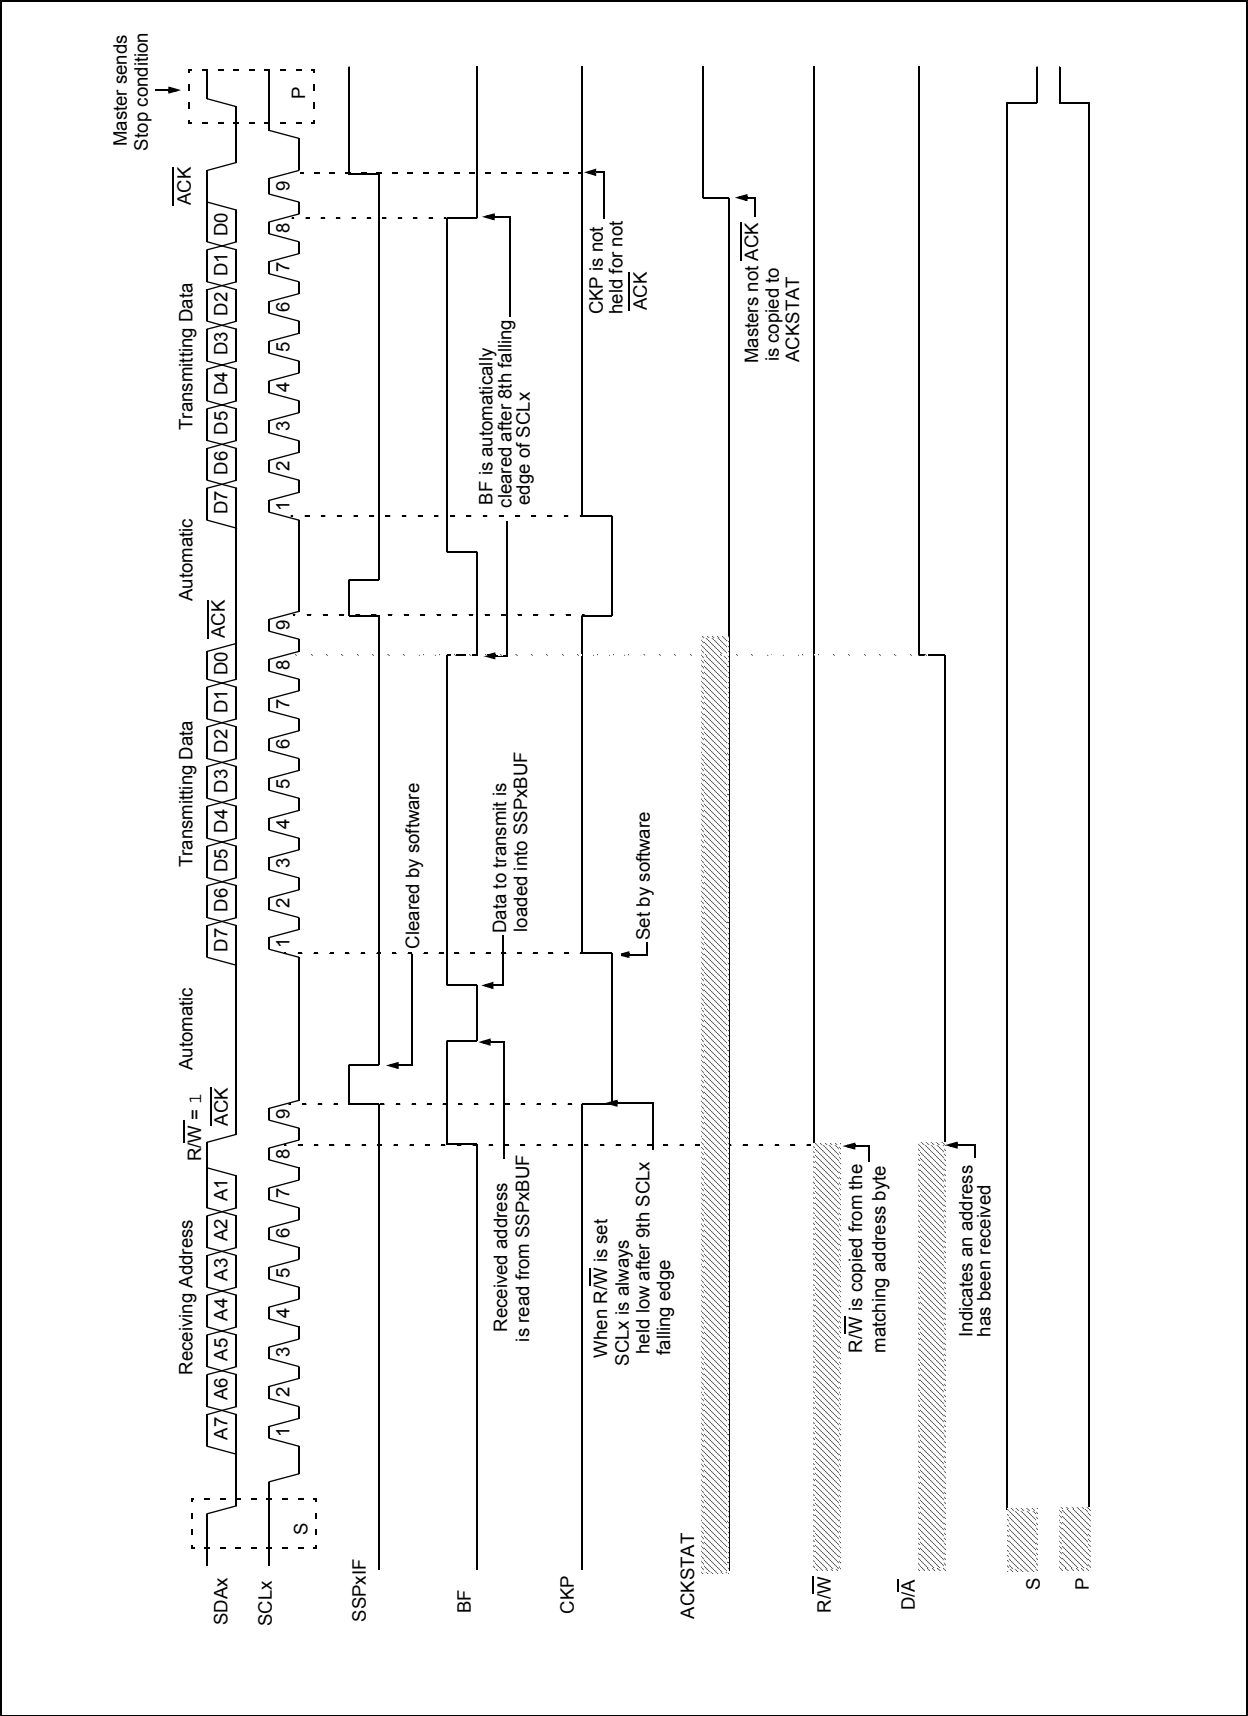 Master sends
Stop condition
Receiving Address
R/W = 1
Automatic
Transmitting Data
Automatic
Transmitting Data
ACK
SDAx
A7 A6 A5 A4 A3 A2 A1
ACK
D7 D6 D5 D4 D3 D2 D1 D0
ACK
D7 D6 D5 D4 D3 D2 D1 D0
SCLx
1 2 3 4 5 6 7 8 9
1 2 3 4 5 6 7 8 9
1 2 3 4 5 6 7 8 9
S
P
SSPxIF
Cleared by software
BF
Received address
is read from SSPxBUF
Data to transmit is
loaded into SSPxBUF
BF is automatically
cleared after 8th falling
edge of SCLx
CKP
When R/W is set
SCLx is always
held low after 9th SCLx
falling edge
Set by software
CKP is not
held for not
ACK
ACKSTAT
Masters not ACK
is copied to
ACKSTAT
R/W
R/W is copied from the
matching address byte
D/A
Indicates an address
has been received
S
P